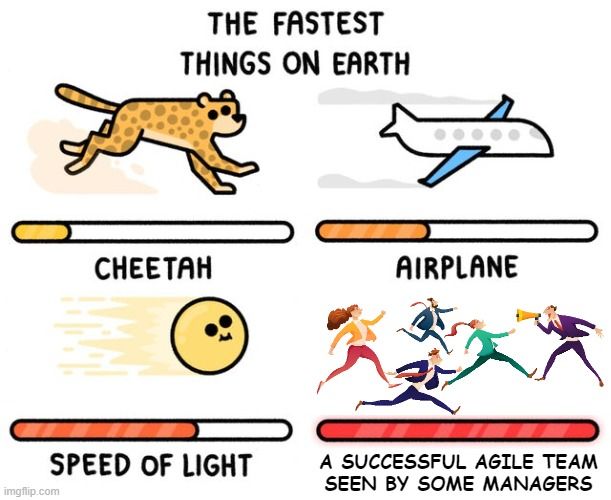 THE FASTEST
THINGS ON EARTH
CHEETAH
AIRPLANE
SPEED OF LIGHT
A SUCCESSFUL AGILE TEAM
SEEN BY SOME MANAGERS
imgflip.com